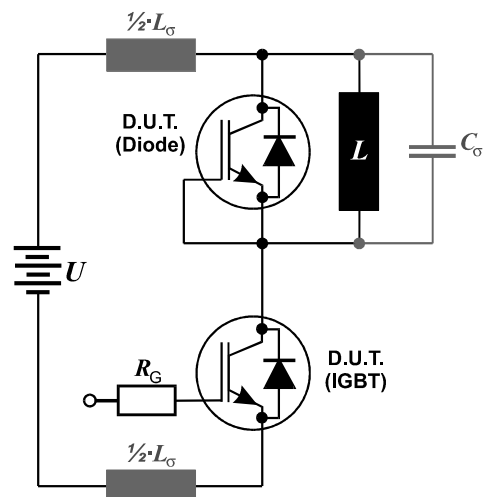 ½·Lσ
D.U.T.
(Diode)
L
Cσ
U
RG
D.U.T.
(IGBT)
½·Lσ